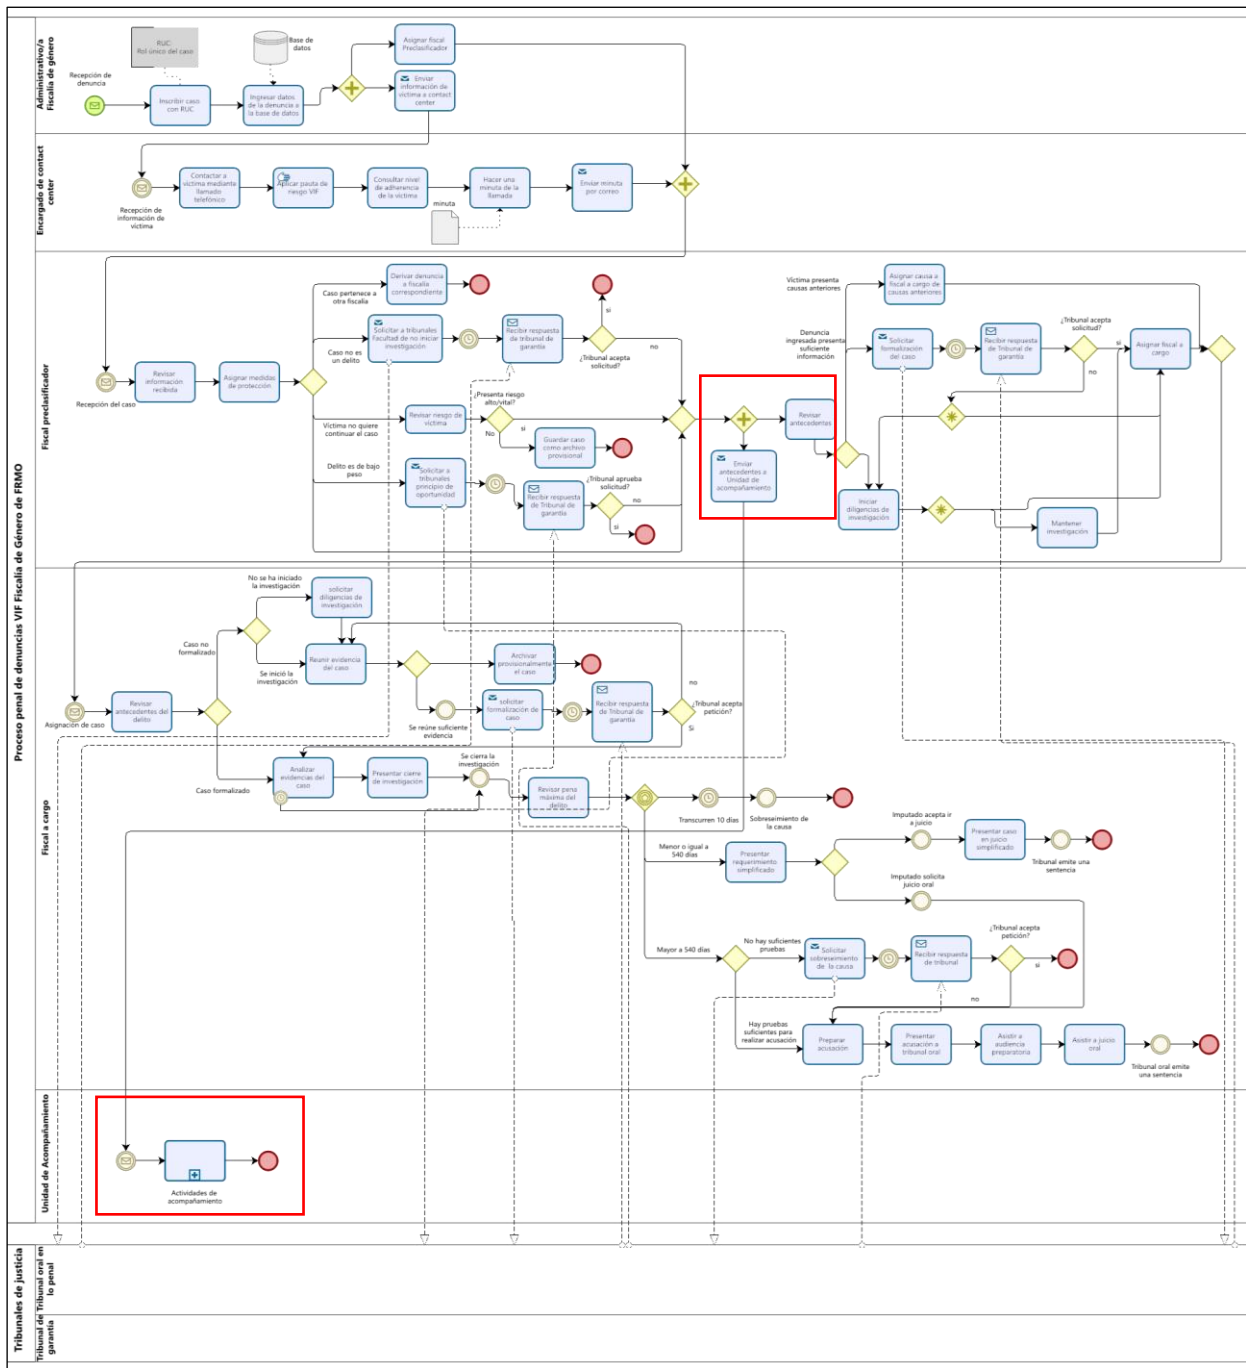 Proceso penal de denuncias VIF Fiscalía de Género de FRMO
Administrativo/a
Fiscalía de género
RUC:
Rol único del caso
Base de
datos
Recepción de
denuncia
Inscribir caso
con RUC
Ingresar datos
de la denuncia a
la base de datos
Asignar fiscal
Preclasificador
Enviar
información de
víctima a contact
center
Encargado de contact
center
Recepción de
información de
víctima
Contactar a
víctima mediante
llamado
telefónico
Aplicar pauta de
riesgo VIF
Consultar nivel
de adherencia
de la víctima
Hacer una
minuta de la
llamada
minuta
Enviar minuta
por correo
Fiscal preclasificador
Recepción del caso
Revisar
información
recibida
Asignar medidas
de protección
Caso pertenece a
otra fiscalía
Derivar denuncia
a fiscalía
correspondiente
Caso no es
un delito
Solicitar a tribunales
Facultad de no iniciar
investigación
Recibir respuesta
de tribunal de
garantía
si
¿Tribunal acepta
solicitud?
no
Víctima no quiere
continuar el caso
Revisar riesgo de
víctima
¿Presenta riesgo
alto/vital?
si
No
Guardar caso
como archivo
provisional
Delito es de bajo
peso
Solicitar a
tribunales
principio de
oportunidad
Recibir respuesta
de Tribunal de
garantía
¿Tribunal aprueba
solicitud?
no
si
Enviar
antecedentes a
Unidad de
acompañamiento
Revisar
antecedentes
Víctima presenta
causas anteriores
Asignar causa a
fiscal a cargo de
causas anteriores
Denuncia
ingresada presenta
suficiente
información
Solicitar
formalización
del caso
Recibir respuesta
de Tribunal de
garantía
¿Tribunal acepta
solicitud?
si
no
Asignar fiscal a
cargo
Iniciar
diligencias de
investigación
Mantener
investigación
Fiscal a cargo
Asignación de caso
Revisar
antecedentes del
delito
Caso no
formalizado
No se ha iniciado
la investigación
solicitar
diligencias de
investigación
Se inició la
investigación
Reunir evidencia
del caso
Archivar
provisionalmente
el caso
Se reúne suficiente
evidencia
solicitar
formalización de
caso
Recibir respuesta
de Tribunal de
garantía
no
¿Tribunal acepta
petición?
Si
Caso formalizado
Analizar
evidencias del
caso
Presentar cierre
de investigación
Se cierra la
investigación
Revisar pena
máxima del
delito
Transcurren 10 días
Sobreseimiento de
la causa
Menor o igual a
540 días
Presentar
requerimiento
simplificado
Imputado acepta ir
a juicio
Presentar caso
en juicio
simplificado
Tribunal emite una
sentencia
Imputado solicita
juicio oral
Mayor a 540 días
No hay suficientes
pruebas
Solicitar
sobreseimiento
de la causa
Recibir respuesta
de tribunal
¿Tribunal acepta
petición?
si
no
Hay pruebas
suficientes para
realizar acusación
Preparar
acusación
Presentar
acusación a
tribunal oral
Asistir a
audiencia
preparatoria
Asistir a juicio
oral
Tribunal oral emite
una sentencia
Unidad de Acompañamiento
Actividades de
acompañamiento
Tribunales de justicia
Tribunal oral en
lo penal
Tribunal de
garantía